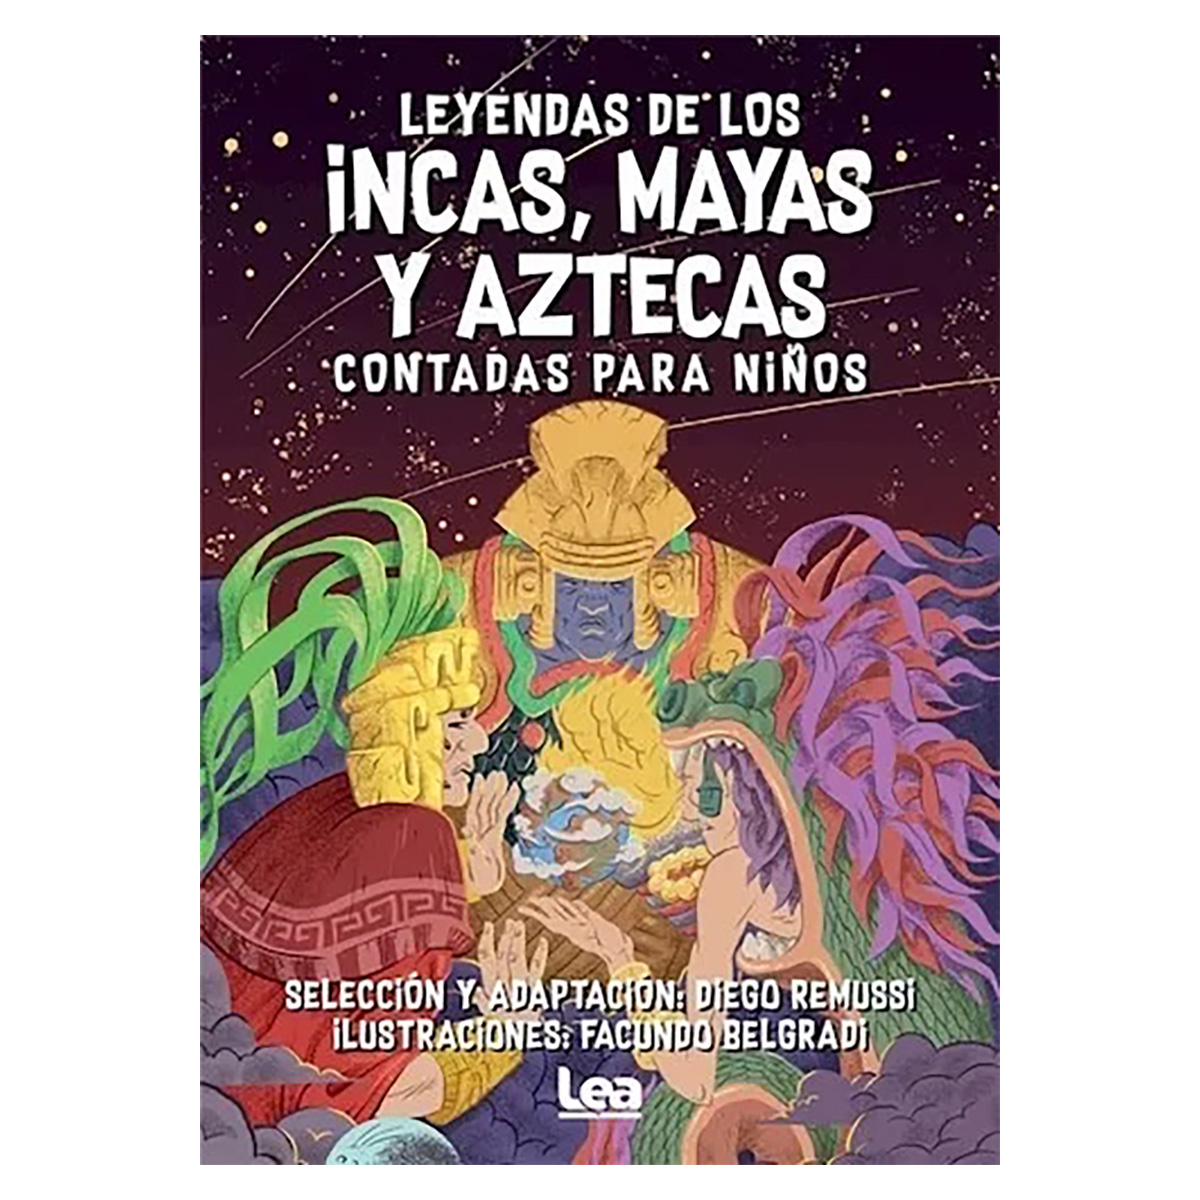 LEYENDAS DE LOS
INCAS, MAYAS
Y AZTECAS
CONTADAS PARA NIÑOS
SELECCIÓN Y ADAPTACIÓN: DIEGO REMUSSI
ILUSTRACIONES: FACUNDO BELGRADI
Lea